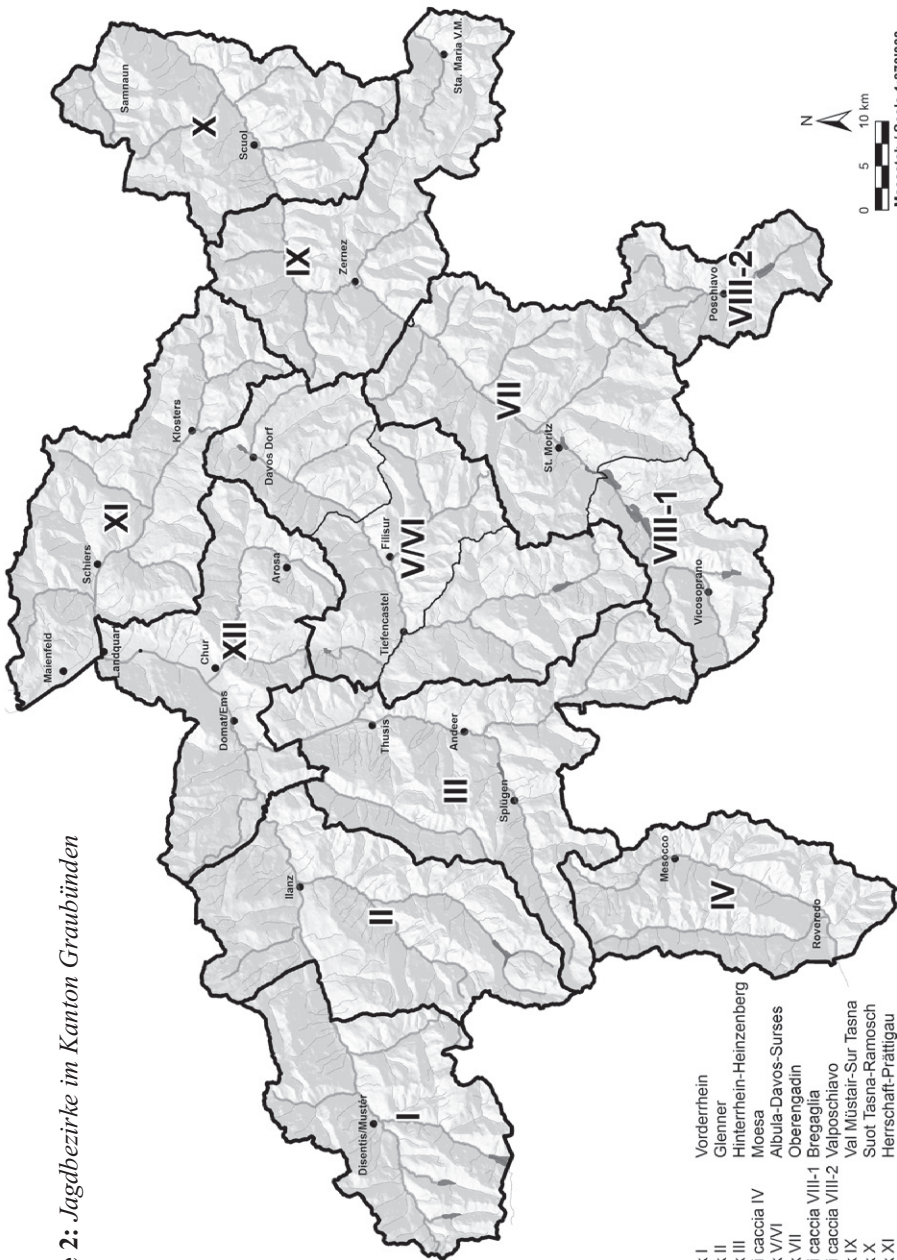 e 2: Jagdbezirke im Kanton Graubünden
Samnaun
X
Scuol
Sta. Maria V.M.
IX
Zernez
Klosters
XI
Schiers
Maienfeld
Landquart
Davos Dorf
Arosa
Chur
XII
Domat/Ems
Filisur
V/VI
Tiefencastel
VII
St. Moritz
Poschiavo
VIII-2
VIII-1
Vicosoprano
Thusis
Andeer
III
Splügen
Ilanz
II
Disentis/Mustér
I
Mesocco
IV
Roveredo
N
0 5 10 km
k I Vorderrhein
k II Glenner
k III Hinterrhein-Heinzenberg
i caccia IV Moesa
k V/VI Albula-Davos-Surses
k VII Oberengadin
i caccia VIII-1 Bregaglia
i caccia VIII-2 Valposchiavo
k IX Val Müstair-Sur Tasna
k X Suot Tasna-Ramosch
k XI Herrschaft-Prättigau